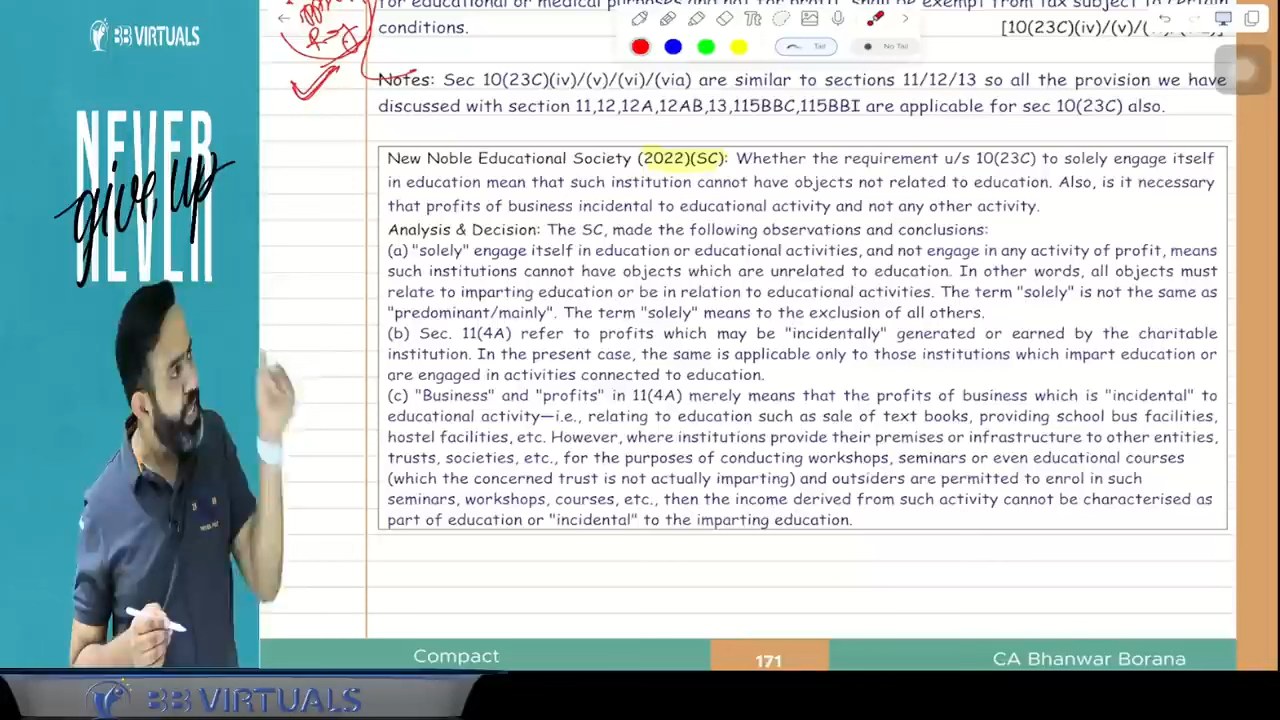 BB VIRTUALS
NEVER
give up
NEVER
for educational or medical purposes and not for profit, shall be exempt from tax subject to certain
conditions.
[10(23C)(iv)/(v)/
Tail
No Tail
Notes: Sec 10(23C)(iv)/(v)/(vi)/(via) are similar to sections 11/12/13 so all the provision we have
discussed with section 11,12,12A,12AB,13,115BBC,115BBI are applicable for sec 10(23C) also.
New Noble Educational Society (2022)(SC): Whether the requirement u/s 10(23C) to solely engage itself
in education mean that such institution cannot have objects not related to education. Also, is it necessary
that profits of business incidental to educational activity and not any other activity.
Analysis & Decision: The SC, made the following observations and conclusions:
(a) "solely" engage itself in education or educational activities, and not engage in any activity of profit, means
such institutions cannot have objects which are unrelated to education. In other words, all objects must
relate to imparting education or be in relation to educational activities. The term "solely" is not the same as
"predominant/mainly". The term "solely" means to the exclusion of all others.
(b) Sec. 11(4A) refer to profits which may be "incidentally" generated or earned by the charitable
institution. In the present case, the same is applicable only to those institutions which impart education or
are engaged in activities connected to education.
(c) "Business" and "profits" in 11(4A) merely means that the profits of business which is "incidental" to
educational activity—i.e., relating to education such as sale of text books, providing school bus facilities,
hostel facilities, etc. However, where institutions provide their premises or infrastructure to other entities,
trusts, societies, etc., for the purposes of conducting workshops, seminars or even educational courses
(which the concerned trust is not actually imparting) and outsiders are permitted to enrol in such
seminars, workshops, courses, etc., then the income derived from such activity cannot be characterised as
part of education or "incidental" to the imparting education.
Compact
171
CA Bhanwar Borana
BB VIRTUALS